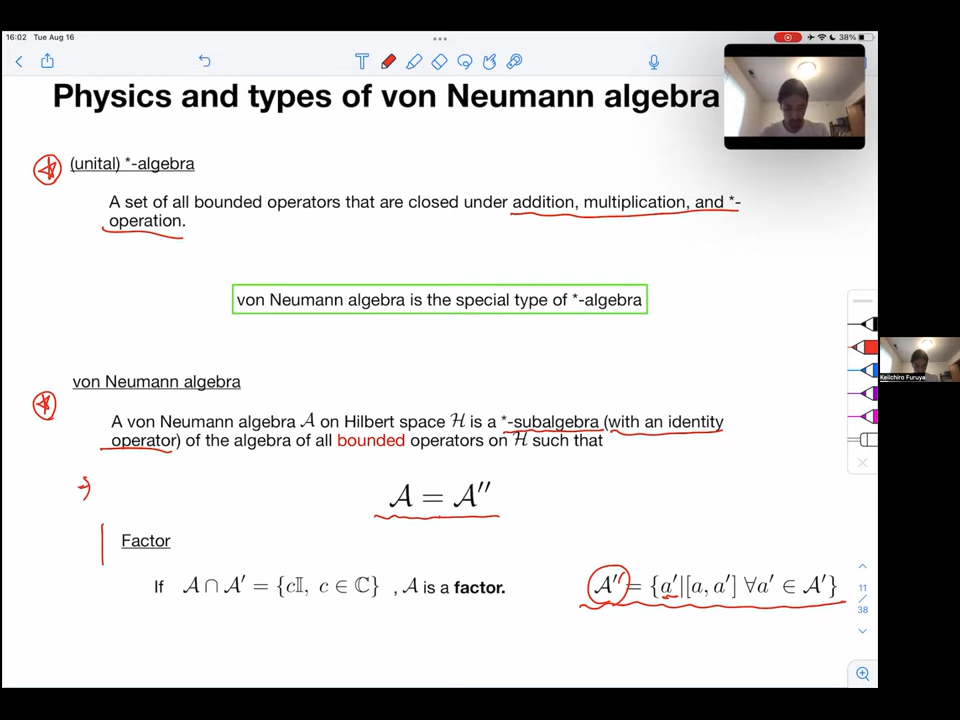 16:02 Tue Aug 16
38%
Physics and types of von Neumann algebra
(unital) *-algebra
A set of all bounded operators that are closed under addition, multiplication, and *-
operation.
von Neumann algebra is the special type of *-algebra
von Neumann algebra
A von Neumann algebra 𝒜 on Hilbert space ℋ is a *-subalgebra (with an identity
operator) of the algebra of all bounded operators on ℋ such that
𝒜 = 𝒜′′
Factor
If 𝒜 ∩ 𝒜′ = {c𝕀, c ∈ ℂ} , 𝒜 is a factor.
𝒜′′ = {a′|[a, a′] ∀a′ ∈ 𝒜′}
11
/
38
Keiichiro Furuya